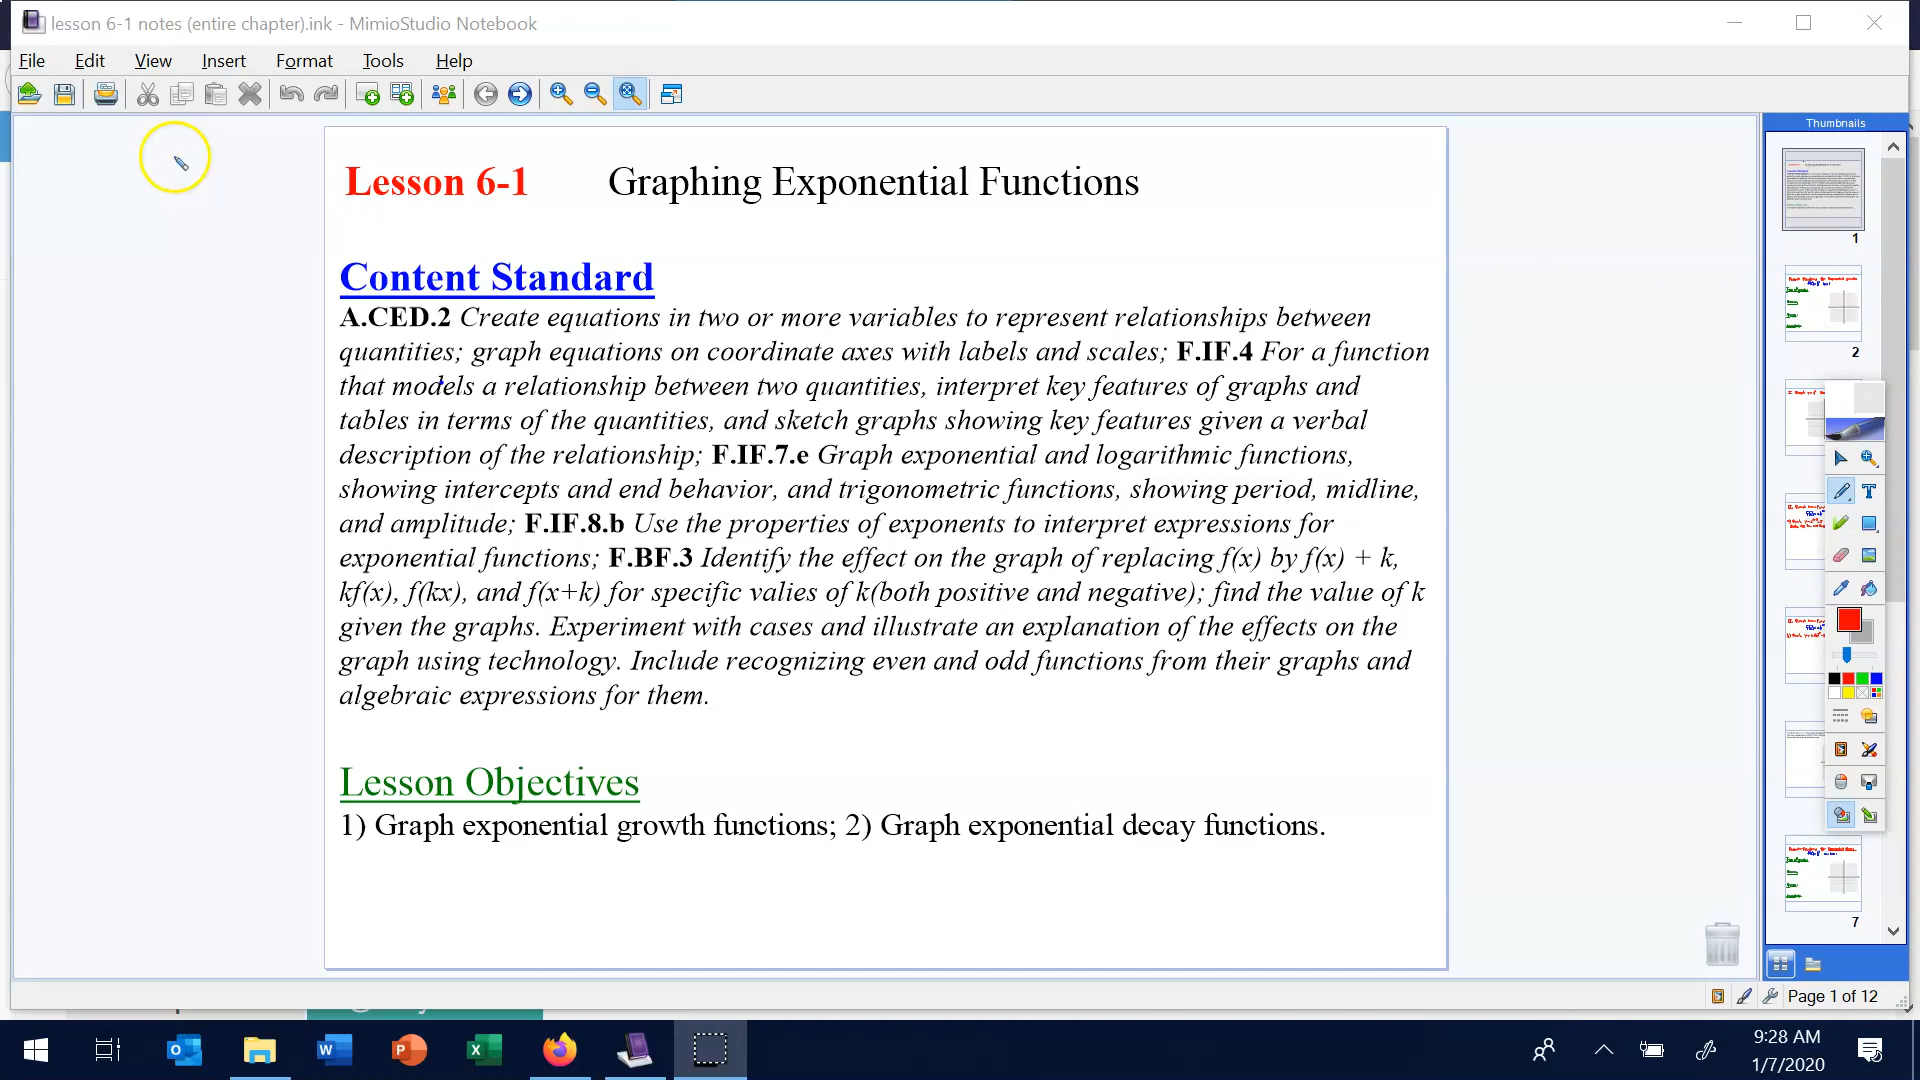 lesson 6-1 notes (entire chapter).ink - MimioStudio Notebook
File Edit View Insert Format Tools Help
Thumbnails
Lesson 6-1 Graphing Exponential Functions
Content Standard
A.CED.2 Create equations in two or more variables to represent relationships between
quantities; graph equations on coordinate axes with labels and scales; F.IF.4 For a function
that models a relationship between two quantities, interpret key features of graphs and
tables in terms of the quantities, and sketch graphs showing key features given a verbal
description of the relationship; F.IF.7.e Graph exponential and logarithmic functions,
showing intercepts and end behavior, and trigonometric functions, showing period, midline,
and amplitude; F.IF.8.b Use the properties of exponents to interpret expressions for
exponential functions; F.BF.3 Identify the effect on the graph of replacing f(x) by f(x) + k,
kf(x), f(kx), and f(x+k) for specific valies of k(both positive and negative); find the value of k
given the graphs. Experiment with cases and illustrate an explanation of the effects on the
graph using technology. Include recognizing even and odd functions from their graphs and
algebraic expressions for them.
Lesson Objectives
1) Graph exponential growth functions; 2) Graph exponential decay functions.
1
2
7
Page 1 of 12
9:28 AM
1/7/2020